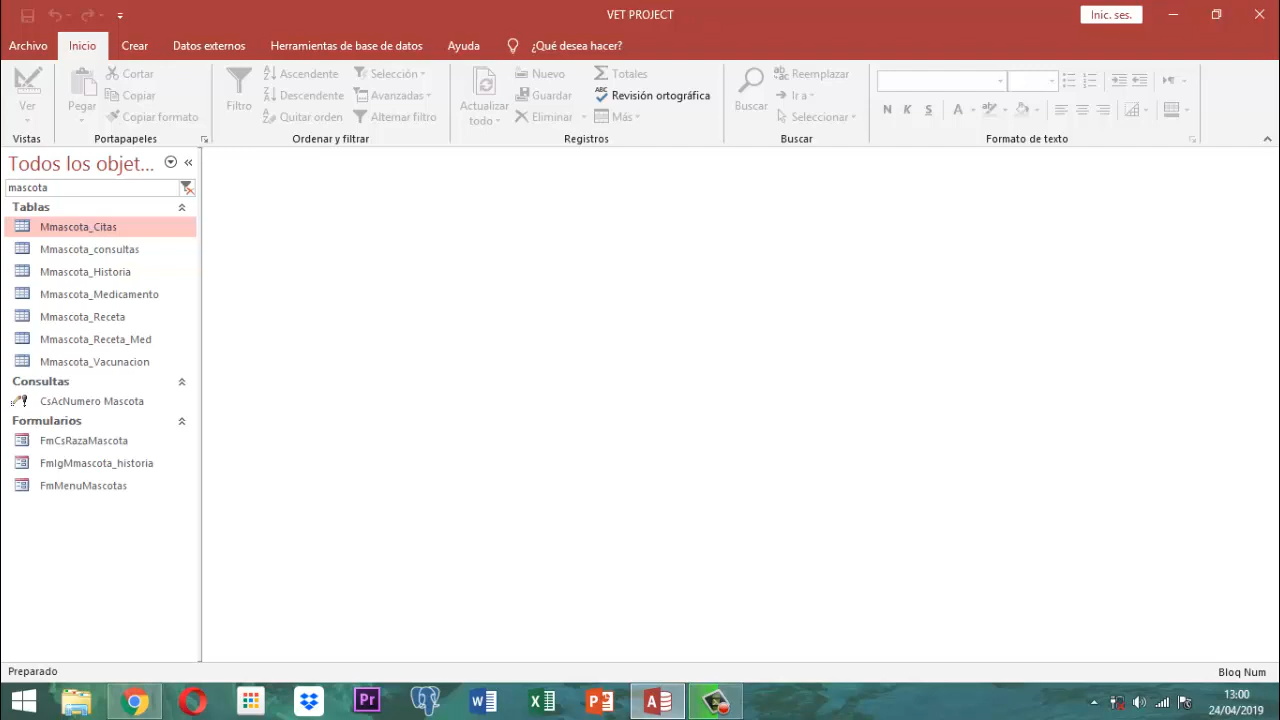 VET PROJECT
Inic. ses.
Archivo Inicio Crear Datos externos Herramientas de base de datos Ayuda ¿Qué desea hacer?
Ver
Vistas
Pegar
Cortar
Copiar
Copiar formato
Portapapeles
Filtro
Ascendente
Descendente
Quitar orden
Selección
Avanzadas
Alternar filtro
Ordenar y filtrar
Actualizar
todo
Nuevo
Guardar
Eliminar
Totales
Revisión ortográfica
Más
Registros
Buscar
Reemplazar
Ir a
Seleccionar
Buscar
N K S A
Formato de texto
Todos los objet...
mascota
Tablas
Mmascota_Citas
Mmascota_consultas
Mmascota_Historia
Mmascota_Medicamento
Mmascota_Receta
Mmascota_Receta_Med
Mmascota_Vacunacion
Consultas
CsAcNumero Mascota
Formularios
FmCsRazaMascota
FmIgMmascota_historia
FmMenuMascotas
Preparado
Bloq Num
Pr
13:00
24/04/2019